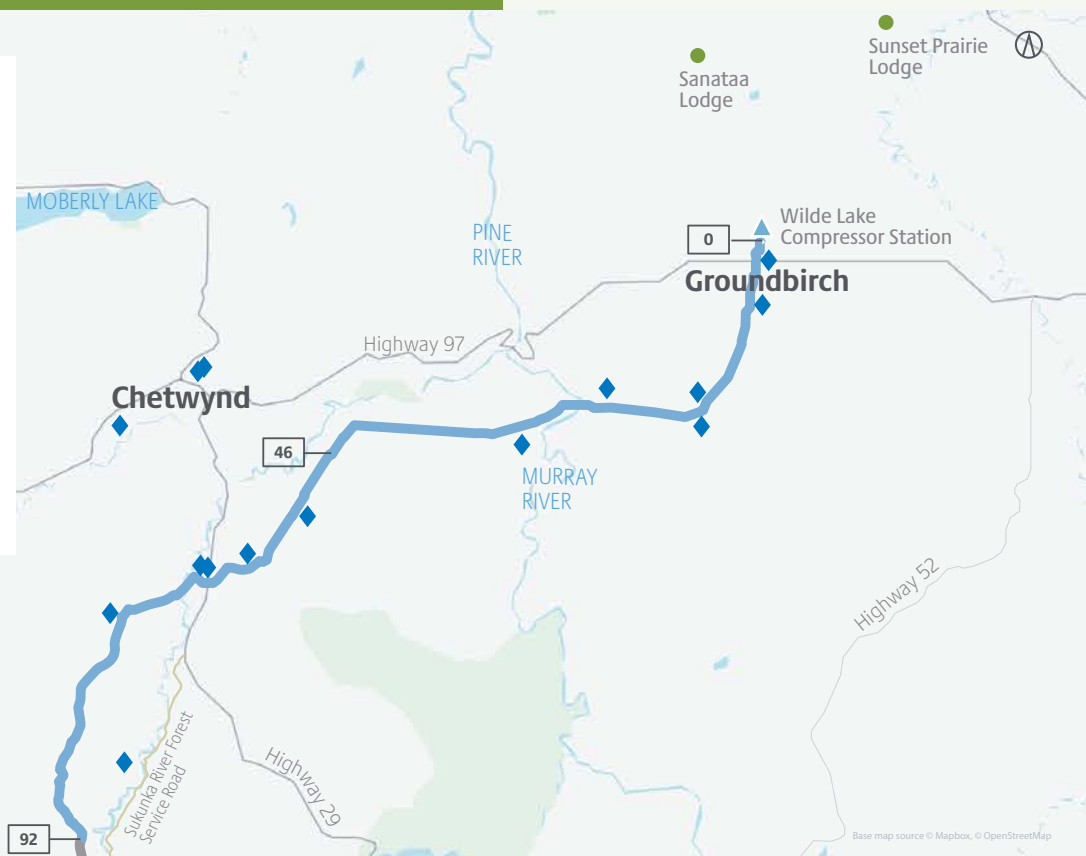 Sunset Prairie
Lodge
Sanataa
Lodge
MOBERLY LAKE
Wilde Lake
Compressor Station
0
PINE
RIVER
Groundbirch
Highway 97
Chetwynd
46
MURRAY
RIVER
Highway 52
Sukunka River Forest
Service Road
Highway 29
92
Base map source © Mapbox, © OpenStreetMap